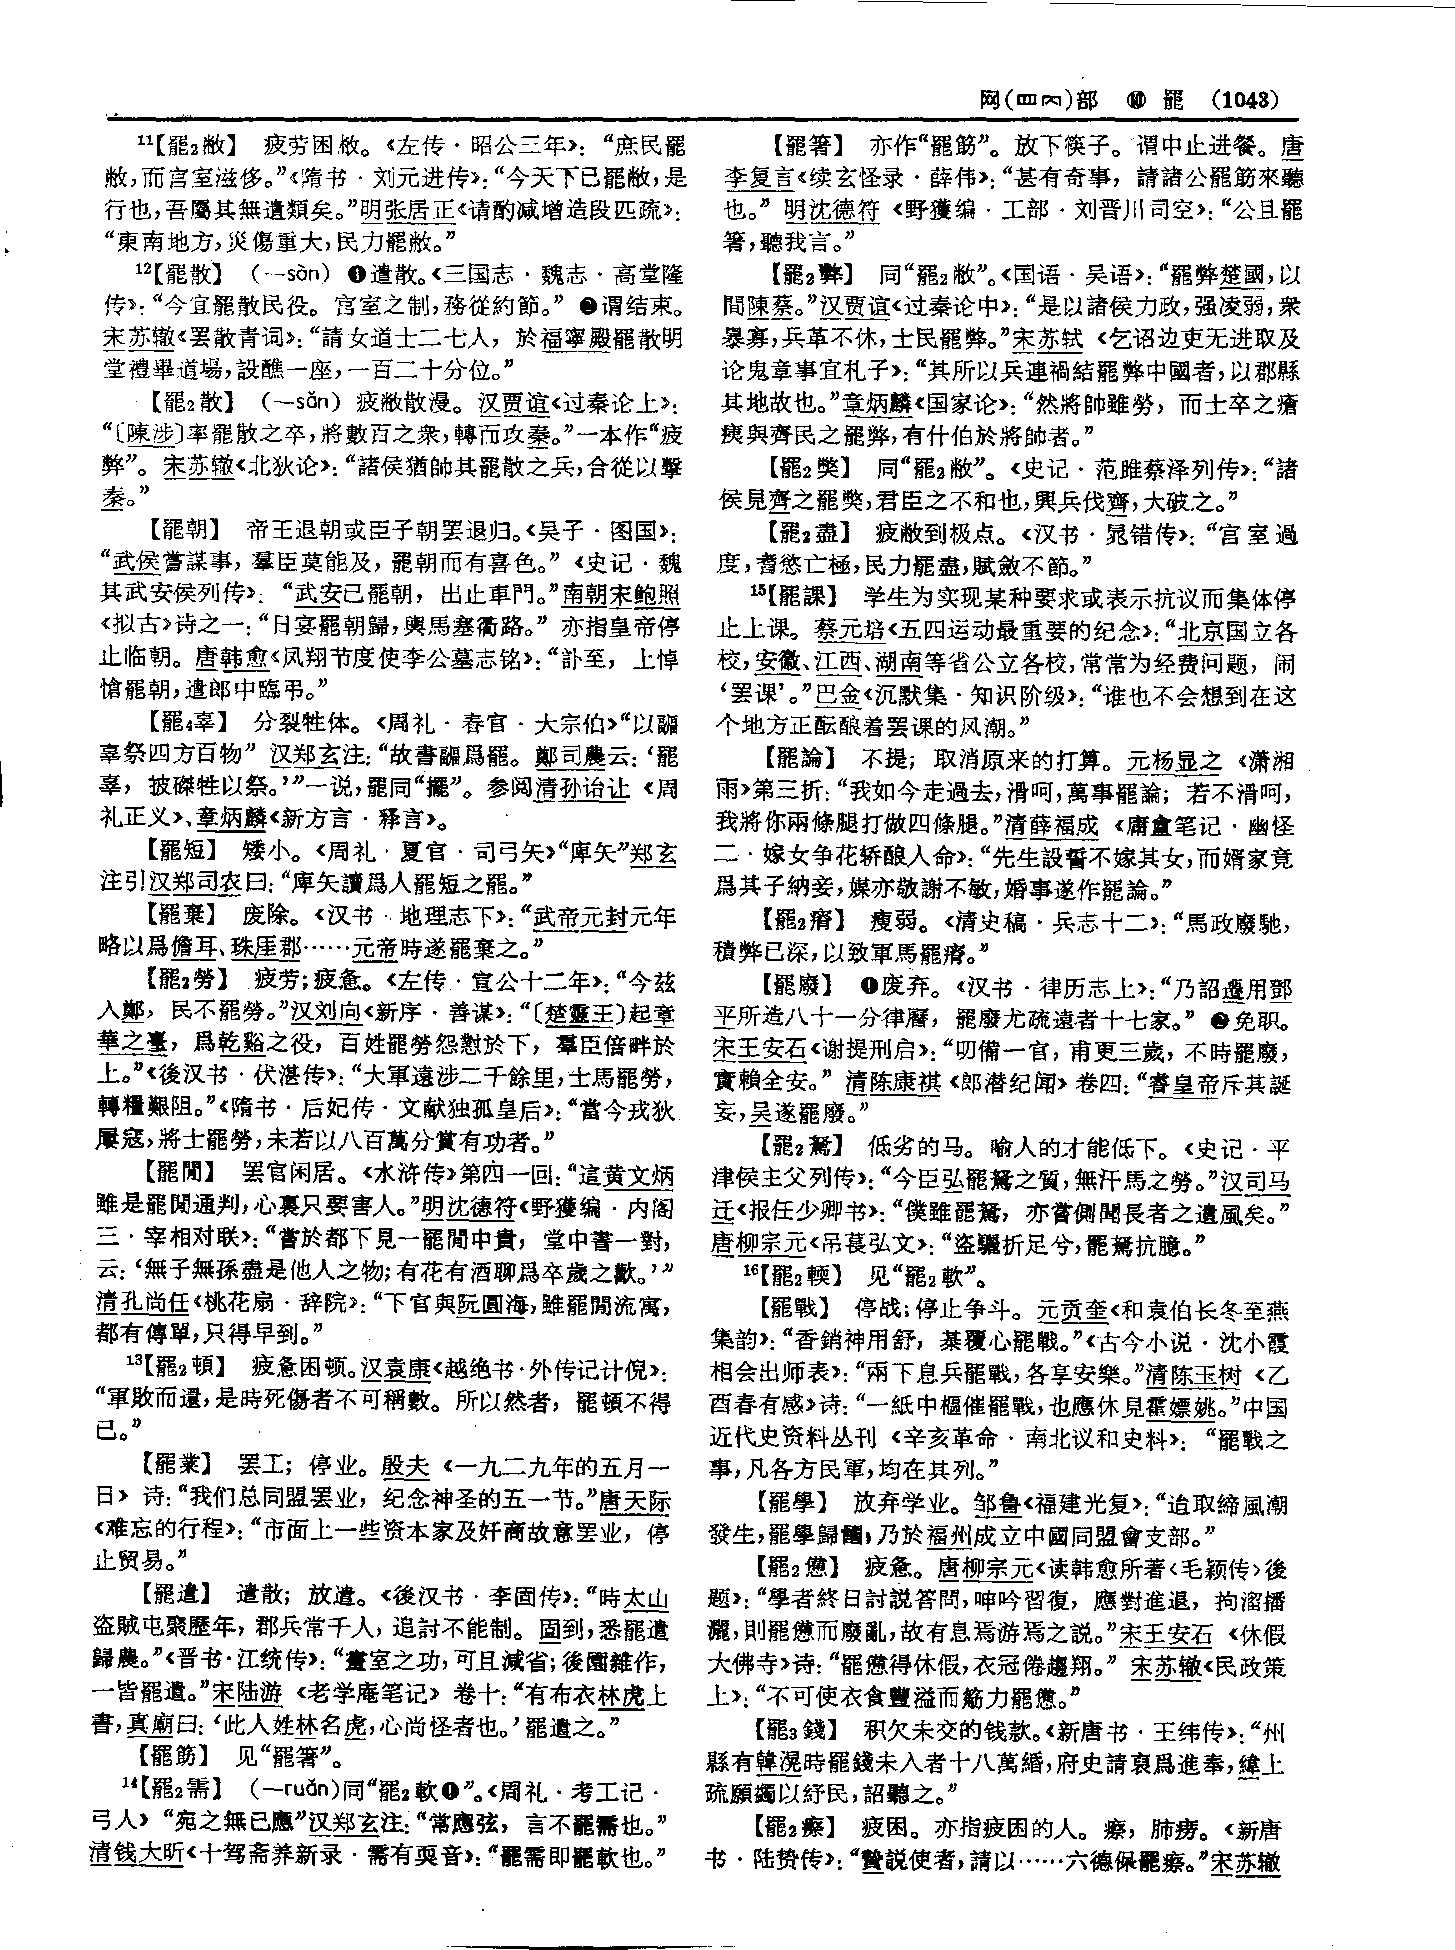 网(罒⺳)部 ⑩ 罷 (1043)
¹¹【罷₂敝】 疲劳困敝。《左传·昭公三年》：“庶民罷
敝，而宫室滋侈。”《隋书·刘元进传》：“今天下已罷敝，是
行也，吾屬其無遺類矣。”明张居正《请酌减增造段匹疏》：
“東南地方，災傷重大，民力罷敝。”
¹²【罷散】 （—sàn）❶遣散。《三国志·魏志·高堂隆
传》：“今宜罷散民役。宫室之制，務從約節。” ❷谓结束。
宋苏辙《罢散青词》：“請女道士二七人，於福寧殿罷散明
堂禮畢道場，設醮一座，一百二十分位。”
【罷₂散】 （—sǎn）疲敝散漫。汉贾谊《过秦论上》：
“〔陳涉〕率罷散之卒，將數百之衆，轉而攻秦。”一本作“疲
弊”。宋苏辙《北狄论》：“諸侯猶帥其罷散之兵，合從以擊
秦。”
【罷朝】 帝王退朝或臣子朝罢退归。《吴子·图国》：
“武侯嘗謀事，羣臣莫能及，罷朝而有喜色。”《史记·魏
其武安侯列传》：“武安已罷朝，出止車門。”南朝宋鲍照
《拟古》诗之一：“日宴罷朝歸，輿馬塞衢路。”亦指皇帝停
止临朝。唐韩愈《凤翔节度使李公墓志铭》：“訃至，上悼
愴罷朝，遣郎中臨弔。”
【罷₄辜】 分裂牲体。《周礼·春官·大宗伯》“以疈
辜祭四方百物” 汉郑玄注：“故書疈爲罷。鄭司農云：‘罷
辜，披磔牲以祭。’”一说，罷同“擺”。参阅清孙诒让《周
礼正义》、章炳麟《新方言·释言》。
【罷短】 矮小。《周礼·夏官·司弓矢》“庳矢”郑玄
注引汉郑司农曰：“庳矢讀爲人罷短之罷。”
【罷棄】 废除。《汉书·地理志下》：“武帝元封元年
略以爲儋耳、珠厓郡……元帝時遂罷棄之。”
【罷₂勞】 疲劳；疲惫。《左传·宣公十二年》：“今兹
入鄭，民不罷勞。”汉刘向《新序·善谋》：“〔楚靈王〕起章
華之臺，爲乾谿之役，百姓罷勞怨懟於下，羣臣倍畔於
上。”《後汉书·伏湛传》：“大軍遠涉二千餘里，士馬罷勞，
轉糧艱阻。”《隋书·后妃传·文献独孤皇后》：“當今戎狄
屢寇，將士罷勞，未若以八百萬分賞有功者。”
【罷閒】 罢官闲居。《水浒传》第四一回：“這黄文炳
雖是罷閒通判，心裏只要害人。”明沈德符《野獲编·内阁
三·宰相对联》：“嘗於都下見一罷閒中貴，堂中書一對，
云：‘無子無孫盡是他人之物；有花有酒聊爲卒歲之歡。’”
清孔尚任《桃花扇·辞院》：“下官與阮圓海，雖罷閒流寓，
都有傳單，只得早到。”
¹³【罷₂頓】 疲惫困顿。汉袁康《越绝书·外传记计倪》：
“軍敗而還，是時死傷者不可稱數。所以然者，罷頓不得
已。”
【罷業】 罢工；停业。殷夫《一九二九年的五月一
日》诗：“我们总同盟罢业，纪念神圣的五一节。”唐天际
《难忘的行程》：“市面上一些资本家及奸商故意罢业，停
止贸易。”
【罷遣】 遣散；放遣。《後汉书·李固传》：“時太山
盗賊屯聚歷年，郡兵常千人，追討不能制。固到，悉罷遣
歸農。”《晋书·江统传》：“畫室之功，可且減省；後園雜作，
一皆罷遣。”宋陆游《老学庵笔记》卷十：“有布衣林虎上
書，真廟曰：‘此人姓林名虎，心尚怪者也。’罷遣之。”
【罷筯】 见“罷箸”。
¹⁴【罷₂需】 （—ruǎn）同“罷₂軟❶”。《周礼·考工记·
弓人》“宛之無已應”汉郑玄注：“常應弦，言不罷需也。”
清钱大昕《十驾斋养新录·需有耎音》：“罷需即罷軟也。”
【罷箸】 亦作“罷筯”。放下筷子。谓中止进餐。唐
李复言《续玄怪录·薛伟》：“甚有奇事，請諸公罷筯來聽
也。”明沈德符《野獲编·工部·刘晋川司空》：“公且罷
箸，聽我言。”
【罷₂弊】 同“罷₂敝”。《国语·吴语》：“罷弊楚國，以
間陳蔡。”汉贾谊《过秦论中》：“是以諸侯力政，强凌弱，衆
暴寡，兵革不休，士民罷弊。”宋苏轼《乞诏边吏无进取及
论鬼章事宜札子》：“其所以兵連禍結罷弊中國者，以郡縣
其地故也。”章炳麟《国家论》：“然將帥雖勞，而士卒之瘡
痍與齊民之罷弊，有什伯於將帥者。”
【罷₂獘】 同“罷₂敝”。《史记·范雎蔡泽列传》：“諸
侯見齊之罷獘，君臣之不和也，興兵伐齊，大破之。”
【罷₂盡】 疲敝到极点。《汉书·晁错传》：“宫室過
度，耆慾亡極，民力罷盡，賦斂不節。”
¹⁵【罷課】 学生为实现某种要求或表示抗议而集体停
止上课。蔡元培《五四运动最重要的纪念》：“北京国立各
校，安徽、江西、湖南等省公立各校，常常为经费问题，闹
‘罢课’。”巴金《沉默集·知识阶级》：“谁也不会想到在这
个地方正酝酿着罢课的风潮。”
【罷論】 不提；取消原来的打算。元杨显之《潇湘
雨》第三折：“我如今走過去，滑呵，萬事罷論；若不滑呵，
我將你兩條腿打做四條腿。”清薛福成《庸盦笔记·幽怪
二·嫁女争花轿酿人命》：“先生設誓不嫁其女，而婿家竟
爲其子納妾，媒亦敬謝不敏，婚事遂作罷論。”
【罷₂瘠】 瘦弱。《清史稿·兵志十二》：“馬政廢馳，
積弊已深，以致軍馬罷瘠。”
【罷廢】 ❶废弃。《汉书·律历志上》：“乃詔遷用鄧
平所造八十一分律曆，罷廢尤疏遠者十七家。” ❷免职。
宋王安石《谢提刑启》：“叨備一官，甫更三歲，不時罷廢，
實賴全安。”清陈康祺《郎潜纪闻》卷四：“睿皇帝斥其誕
妄，吴遂罷廢。”
【罷₂駑】 低劣的马。喻人的才能低下。《史记·平
津侯主父列传》：“今臣弘罷駑之質，無汗馬之勞。”汉司马
迁《报任少卿书》：“僕雖罷駑，亦嘗側聞長者之遺風矣。”
唐柳宗元《吊苌弘文》：“盗驪折足兮，罷駑抗臆。”
¹⁶【罷₂輭】 见“罷₂軟”。
【罷戰】 停战；停止争斗。元贡奎《和袁伯长冬至燕
集韵》：“香銷神用舒，棊覆心罷戰。”《古今小说·沈小霞
相会出师表》：“兩下息兵罷戰，各享安樂。”清陈玉树《乙
酉春有感》诗：“一紙中樞催罷戰，也應休見霍嫖姚。”中国
近代史资料丛刊《辛亥革命·南北议和史料》：“罷戰之
事，凡各方民軍，均在其列。”
【罷學】 放弃学业。邹鲁《福建光复》：“迨取締風潮
發生，罷學歸國，乃於福州成立中國同盟會支部。”
【罷₂憊】 疲惫。唐柳宗元《读韩愈所著〈毛颖传〉後
题》：“學者終日討説答問，呻吟習復，應對進退，掬溜播
灑，則罷憊而廢亂，故有息焉游焉之説。”宋王安石《休假
大佛寺》诗：“罷憊得休假，衣冠倦趨翔。”宋苏辙《民政策
上》：“不可使衣食豐溢而筋力罷憊。”
【罷₃錢】 积欠未交的钱款。《新唐书·王纬传》：“州
縣有韓滉時罷錢未入者十八萬緡，府史請裒爲進奉，緯上
疏願蠲以紓民，詔聽之。”
【罷₂瘵】 疲困。亦指疲困的人。瘵，肺痨。《新唐
书·陆贽传》：“贄説使者，請以……六德保罷瘵。”宋苏辙